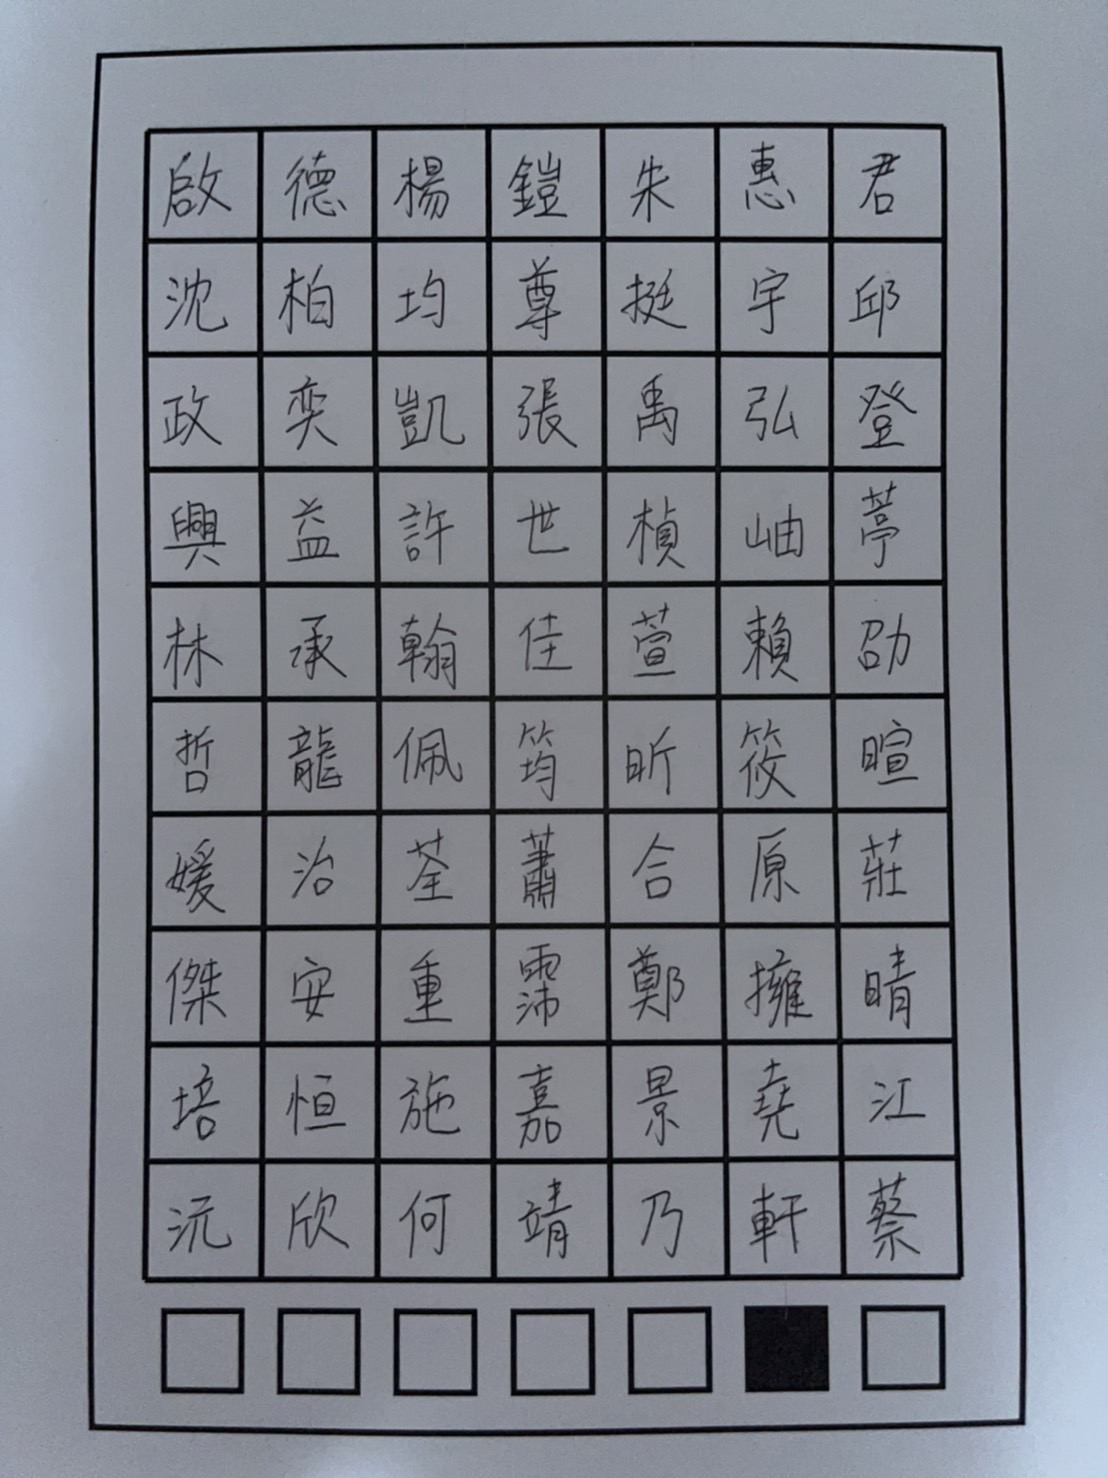 啟德楊鎧朱惠君
沈柏均尊挺宇邱
政奕凱張禹弘登
興益許世楨岫葶
林承翰佳萱賴劭
哲龍佩筠昕筱暄
媛治荃蕭合原莊
傑安重霈鄭擁晴
培恒施嘉景堯江
沅欣何靖乃軒蔡